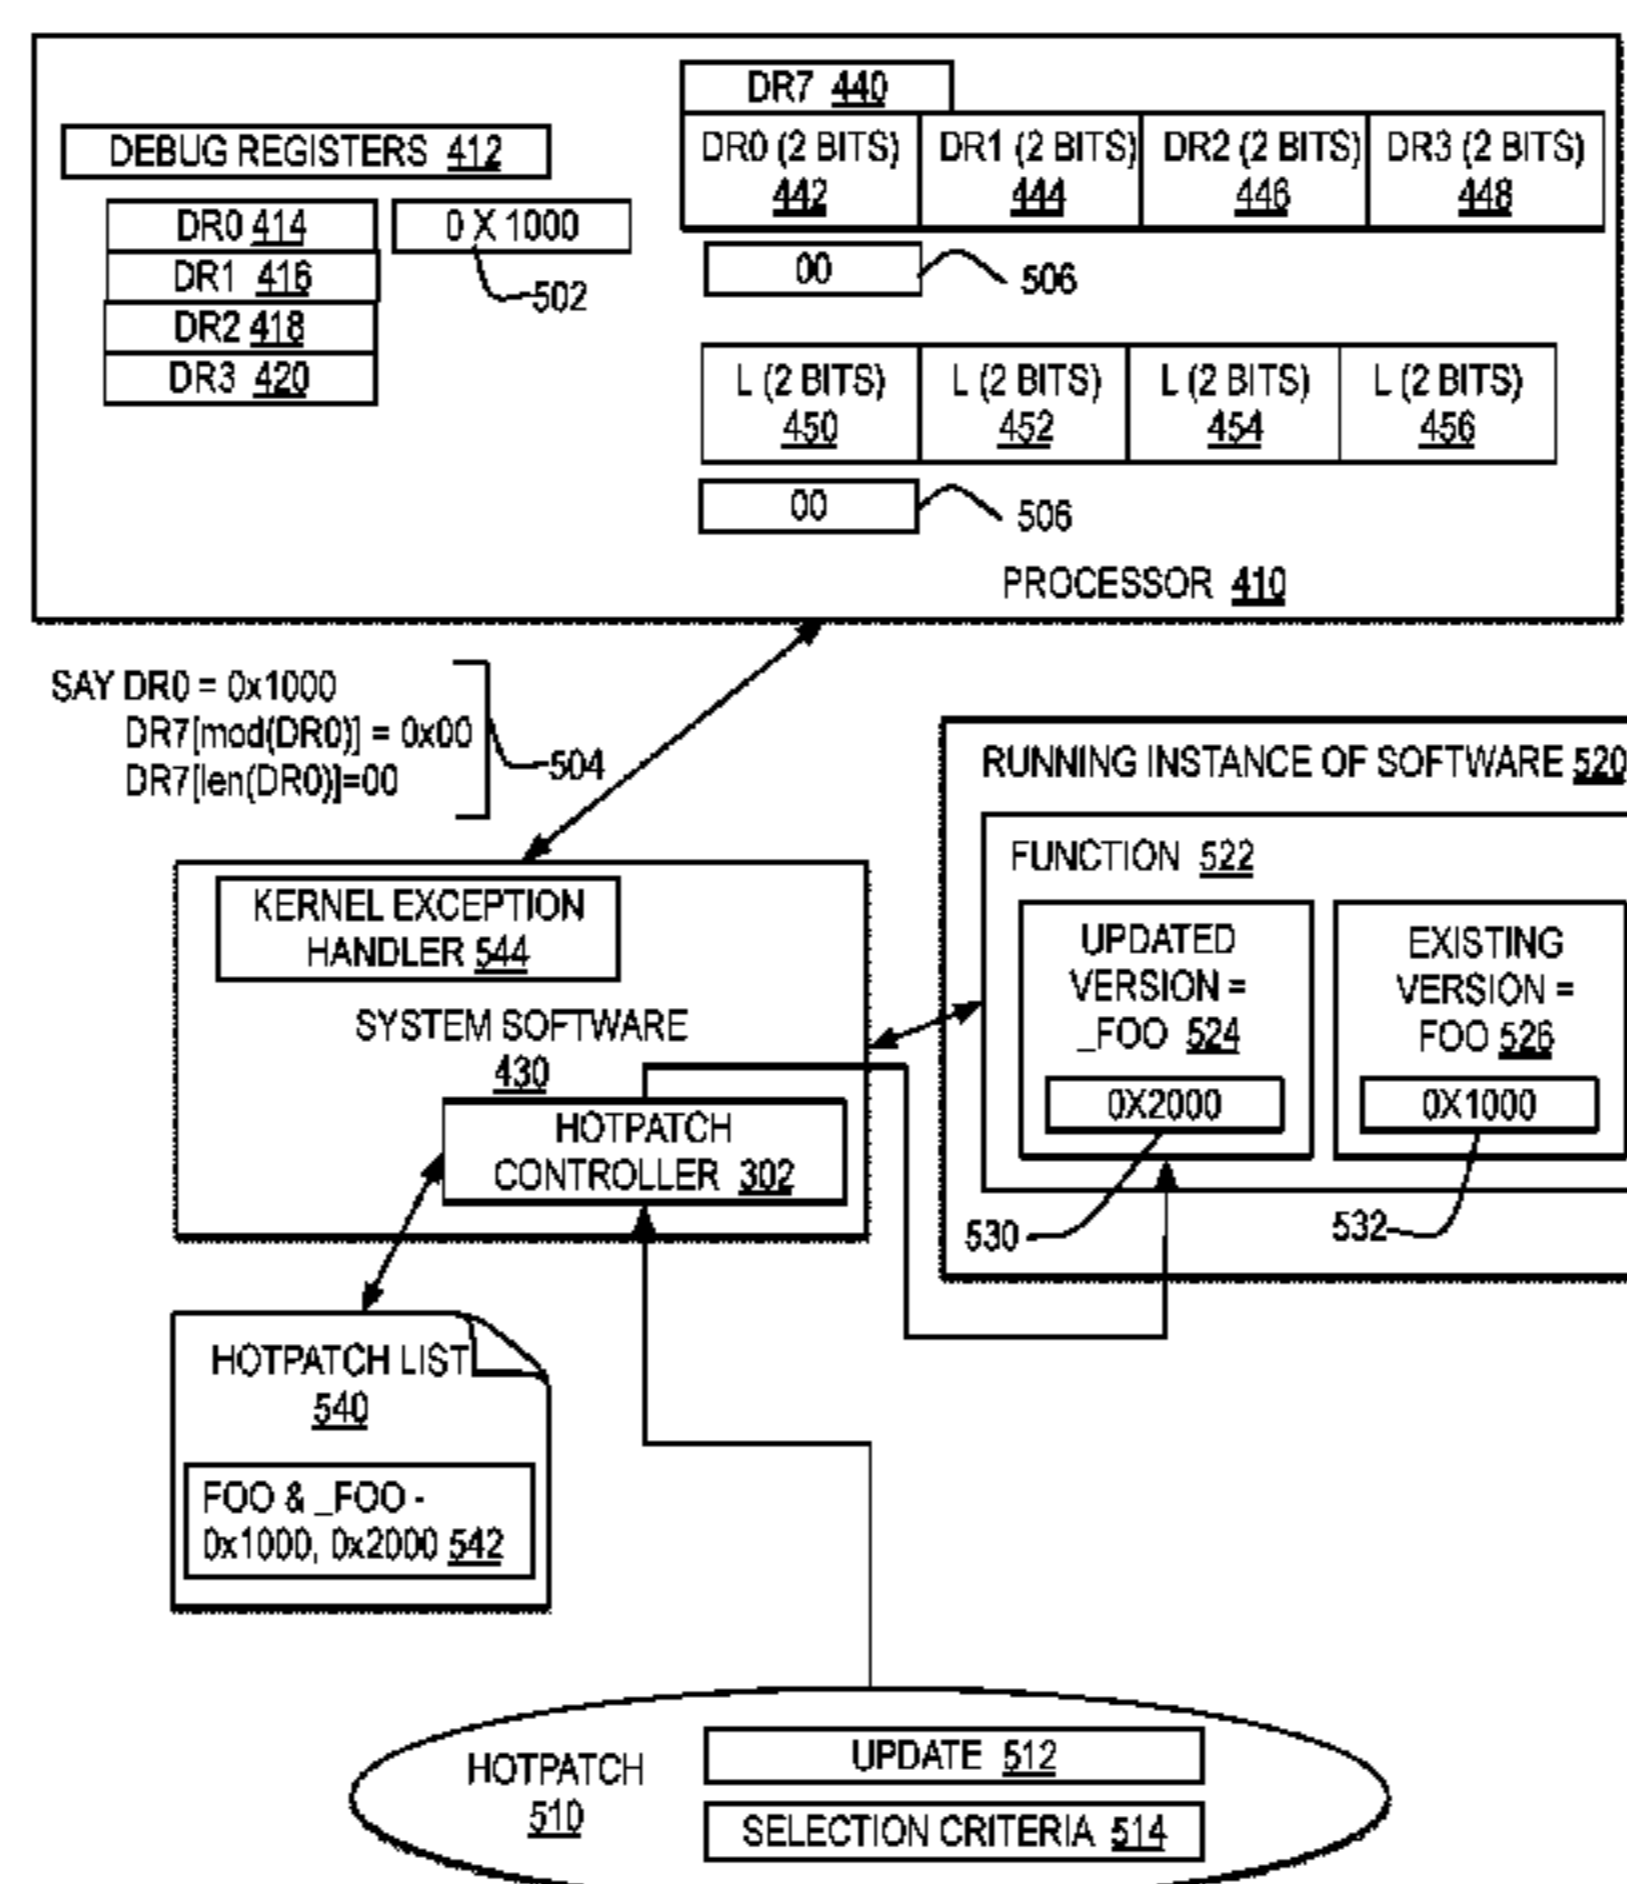 DR7 440
DEBUG REGISTERS 412
DR0 (2 BITS) 442
DR1 (2 BITS) 444
DR2 (2 BITS) 446
DR3 (2 BITS) 448
DR0 414
0 X 1000
DR1 416
502
DR2 418
DR3 420
00
506
L (2 BITS) 450
L (2 BITS) 452
L (2 BITS) 454
L (2 BITS) 456
00
506
PROCESSOR 410
SAY DR0 = 0x1000
DR7[mod(DR0)] = 0x00
DR7[len(DR0)]=00
504
RUNNING INSTANCE OF SOFTWARE 520
FUNCTION 522
KERNEL EXCEPTION
HANDLER 544
SYSTEM SOFTWARE
430
UPDATED
VERSION =
_FOO 524
0X2000
EXISTING
VERSION =
FOO 526
0X1000
HOTPATCH
CONTROLLER 302
530
532
HOTPATCH LIST
540
FOO & _FOO -
0x1000, 0x2000 542
HOTPATCH
510
UPDATE 512
SELECTION CRITERIA 514